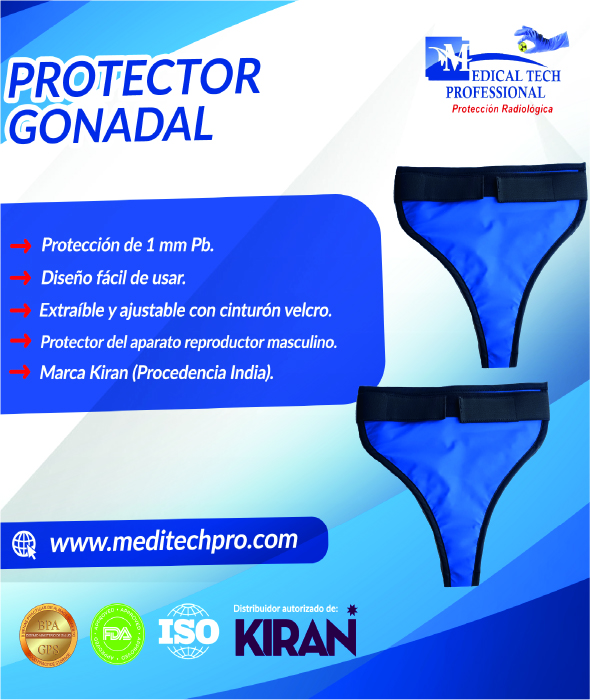 PROTECTOR
GONADAL
MEDICAL TECH
PROFESSIONAL
Protección Radiológica
Protección de 1 mm Pb.
Diseño fácil de usar.
Extraíble y ajustable con cinturón velcro.
Protector del aparato reproductor masculino.
Marca Kiran (Procedencia India).
www.meditechpro.com
BPA
GPS
FDA
ISO
Distribuidor autorizado de:
KIRAN